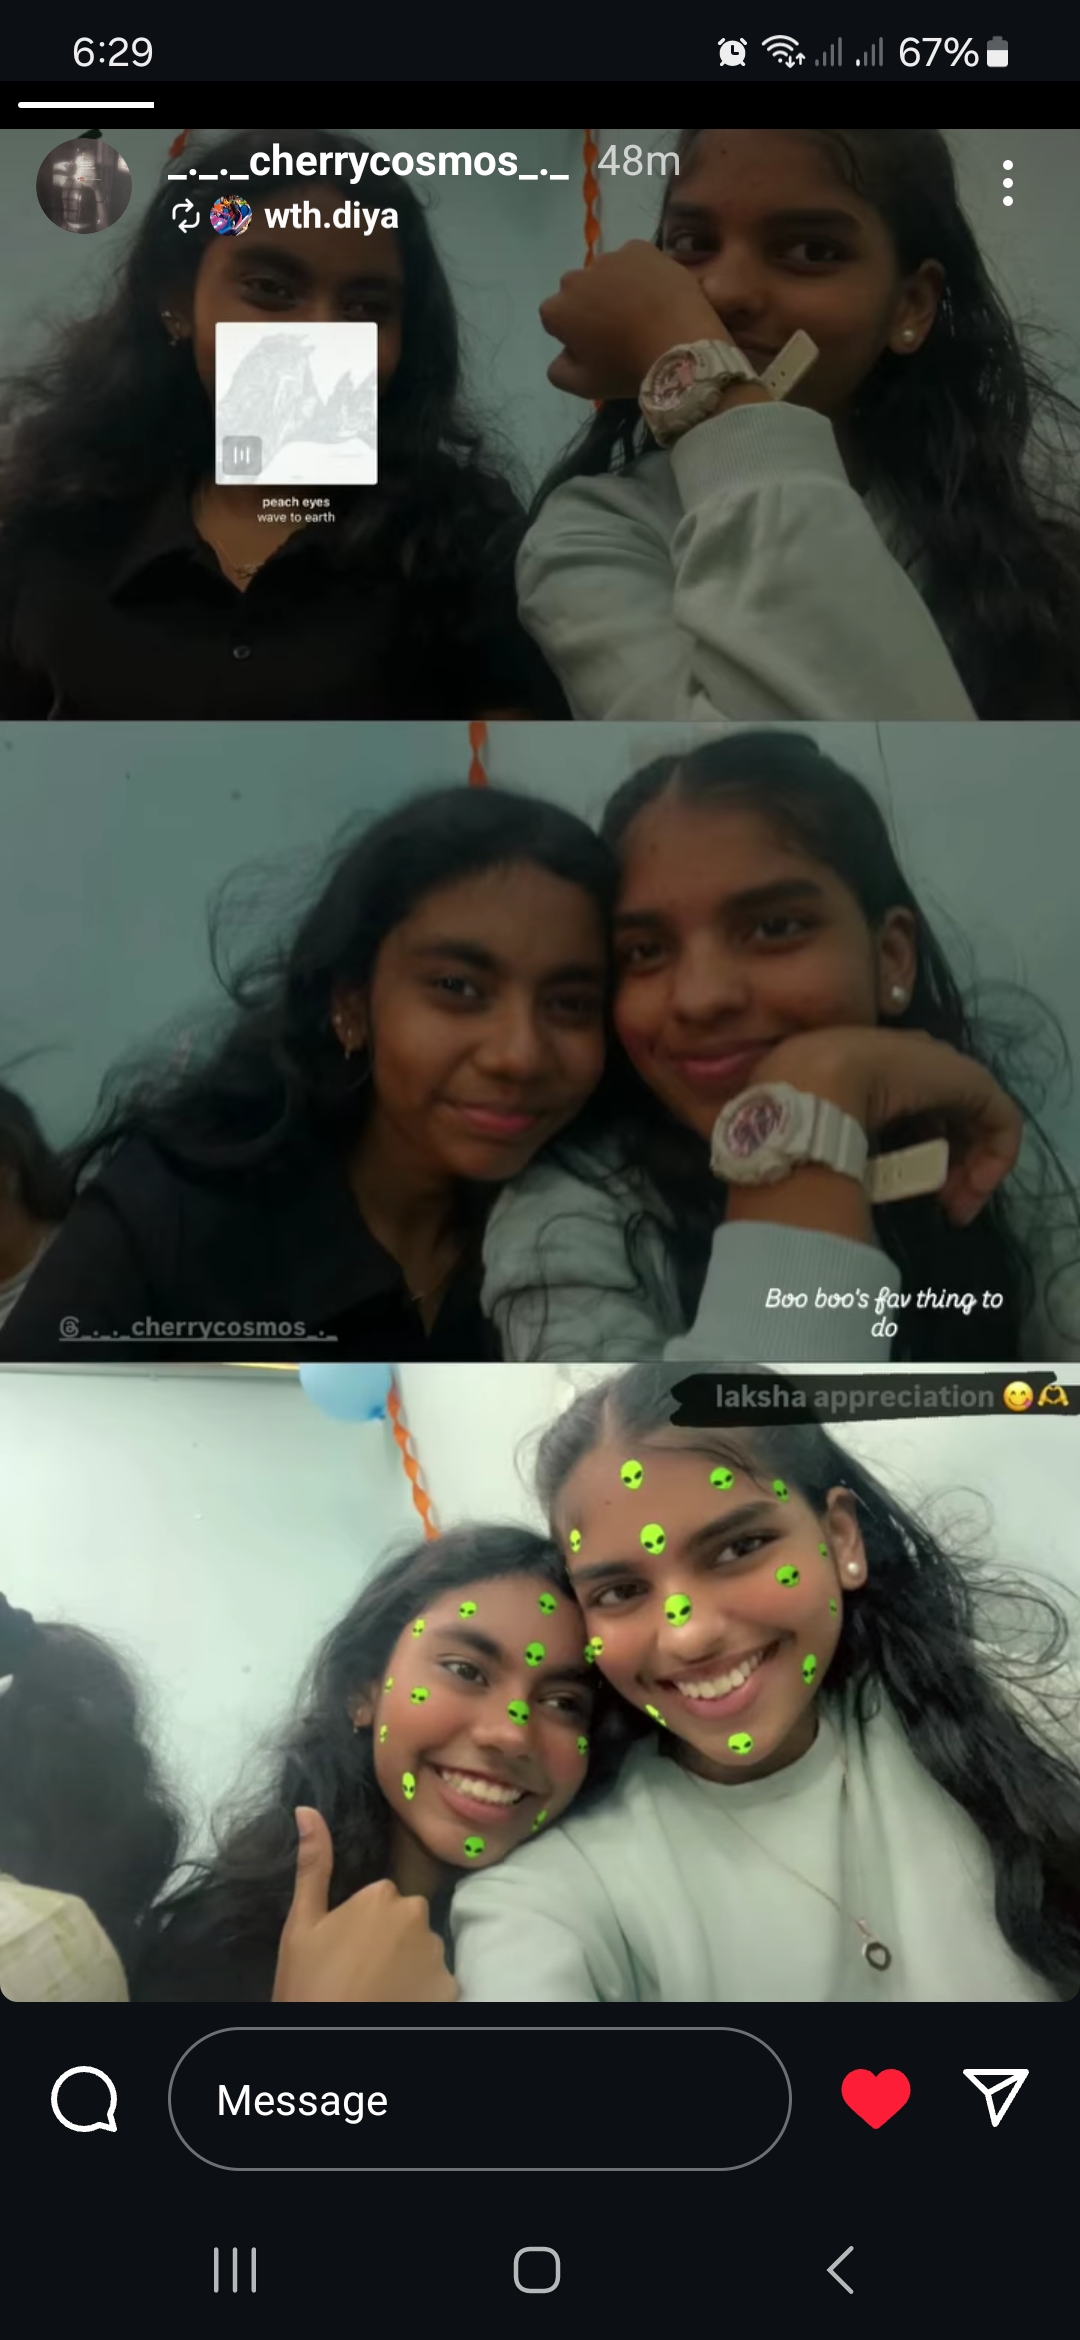 6:29
67%
_._._cherrycosmos_._ 48m
wth.diya
peach eyes
wave to earth
Boo boo's fav thing to
do
@_._._cherrycosmos_._
laksha appreciation 😋🫶
Message